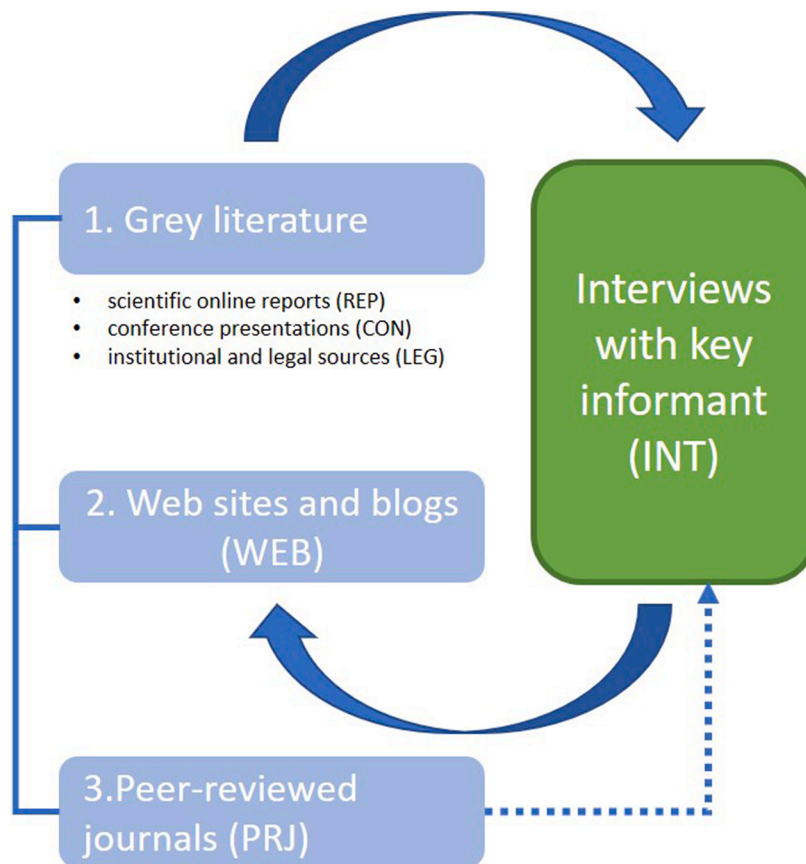 1. Grey literature
• scientific online reports (REP)
• conference presentations (CON)
• institutional and legal sources (LEG)
2. Web sites and blogs
(WEB)
3.Peer-reviewed
journals (PRJ)
Interviews
with key
informant
(INT)